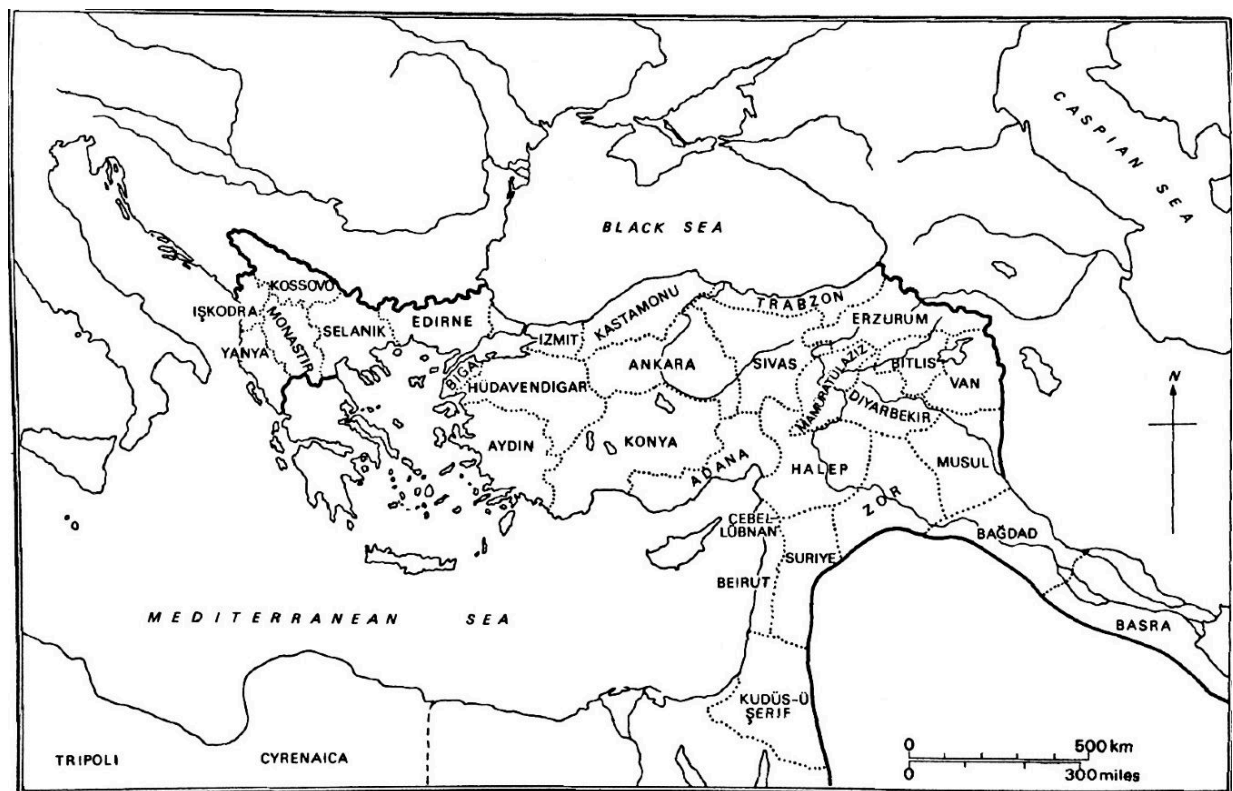 CASPIAN SEA
BLACK SEA
KOSSOVO
IŞKODRA
MONASTIR
SELANIK
EDIRNE
YANYA
IZMIT
KASTAMONU
TRABZON
ERZURUM
BIGA
HÜDAVENDIGAR
ANKARA
SIVAS
MAMURATÜLAZIZ
BITLIS
VAN
DIYARBEKIR
N
AYDIN
KONYA
ADANA
HALEP
MUSUL
ZOR
ÇEBEL-
LÜBNAN
SURIYE
BAĞDAD
BEIRUT
MEDITERRANEAN SEA
BASRA
KUDÜS-Ü
ŞERIF
TRIPOLI
CYRENAICA
0 500 km
0 300 miles